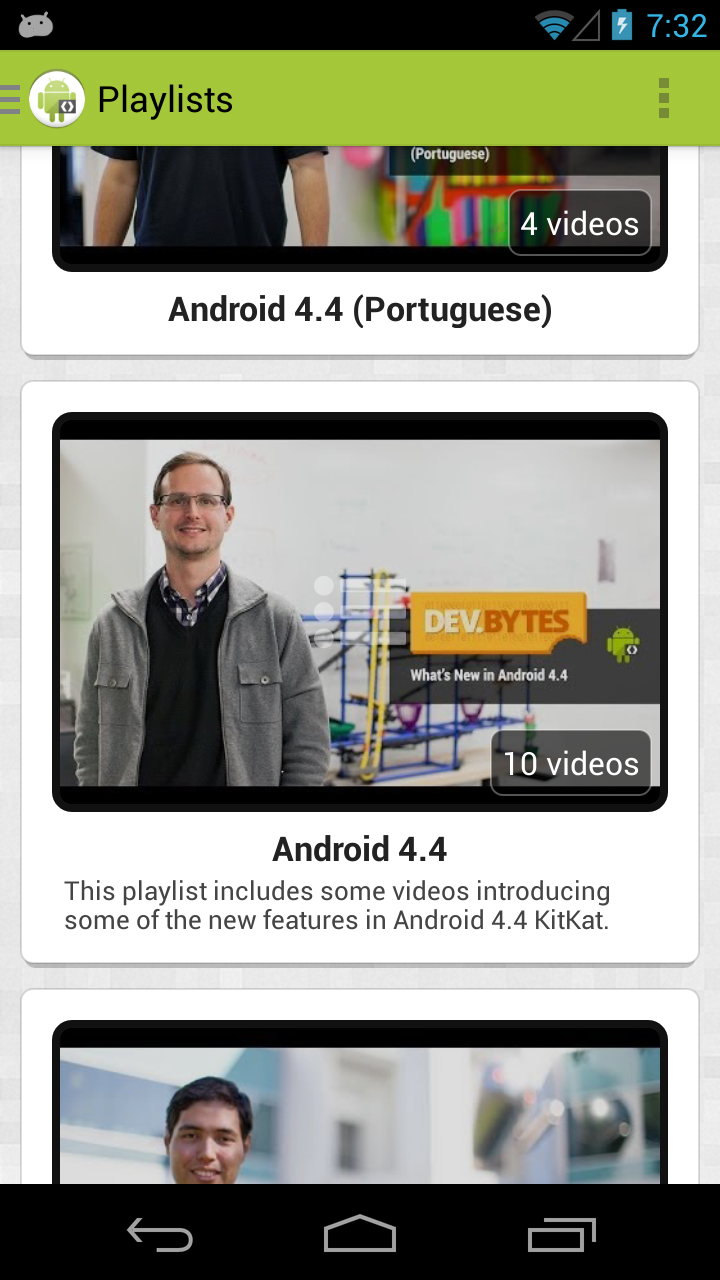 7:32
Playlists
(Portuguese)
4 videos
Android 4.4 (Portuguese)
DEV.BYTES
What's New in Android 4.4
10 videos
Android 4.4
This playlist includes some videos introducing
some of the new features in Android 4.4 KitKat.